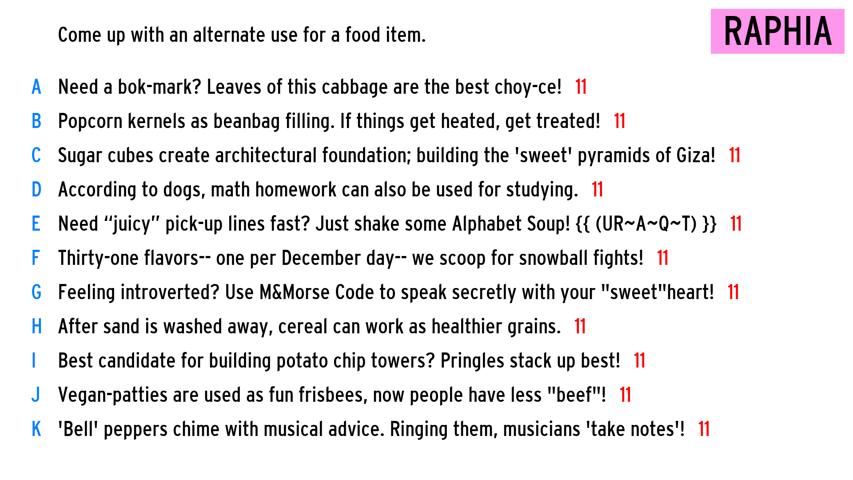 Come up with an alternate use for a food item.
RAPHIA
A Need a bok-mark? Leaves of this cabbage are the best choy-ce! 11
B Popcorn kernels as beanbag filling. If things get heated, get treated! 11
C Sugar cubes create architectural foundation; building the 'sweet' pyramids of Giza! 11
D According to dogs, math homework can also be used for studying. 11
E Need “juicy” pick-up lines fast? Just shake some Alphabet Soup! {{ (UR~A~Q~T) }} 11
F Thirty-one flavors-- one per December day-- we scoop for snowball fights! 11
G Feeling introverted? Use M&Morse Code to speak secretly with your "sweet"heart! 11
H After sand is washed away, cereal can work as healthier grains. 11
I Best candidate for building potato chip towers? Pringles stack up best! 11
J Vegan-patties are used as fun frisbees, now people have less "beef"! 11
K 'Bell' peppers chime with musical advice. Ringing them, musicians 'take notes'! 11